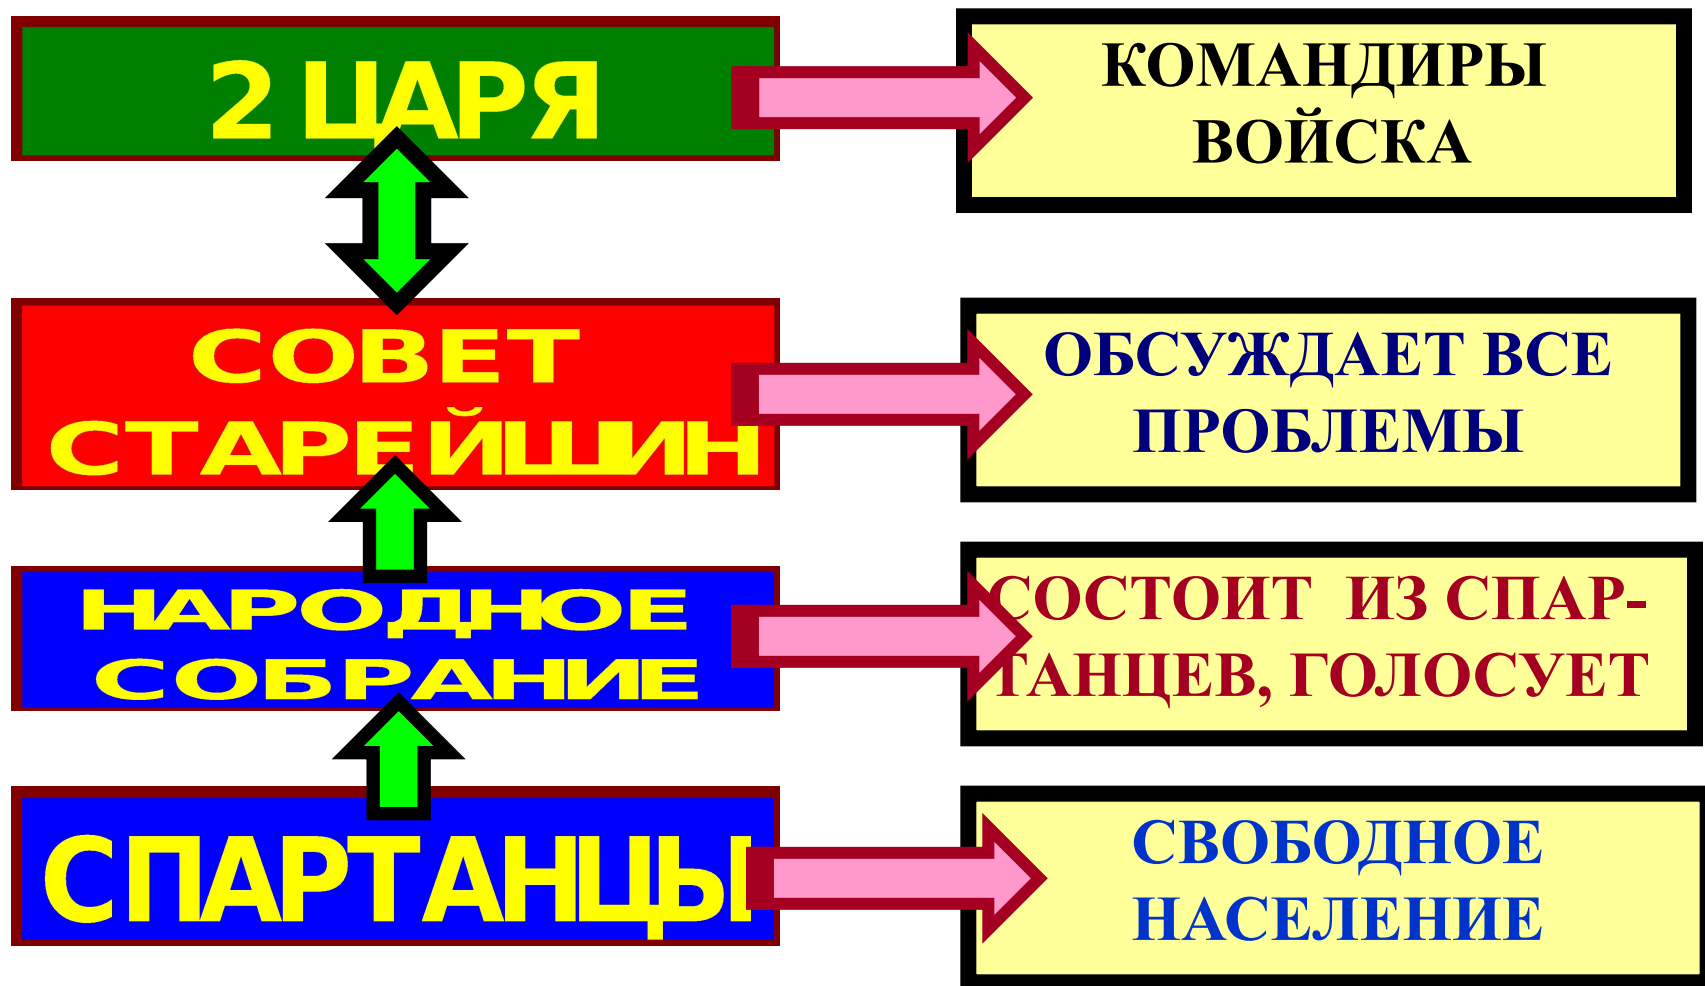 2 ЦАРЯ
КОМАНДИРЫ
ВОЙСКА
СОВЕТ
СТАРЕЙШИН
ОБСУЖДАЕТ ВСЕ
ПРОБЛЕМЫ
НАРОДНОЕ
СОБРАНИЕ
СОСТОИТ ИЗ СПАР-
ТАНЦЕВ, ГОЛОСУЕТ
СПАРТАНЦЫ
СВОБОДНОЕ
НАСЕЛЕНИЕ